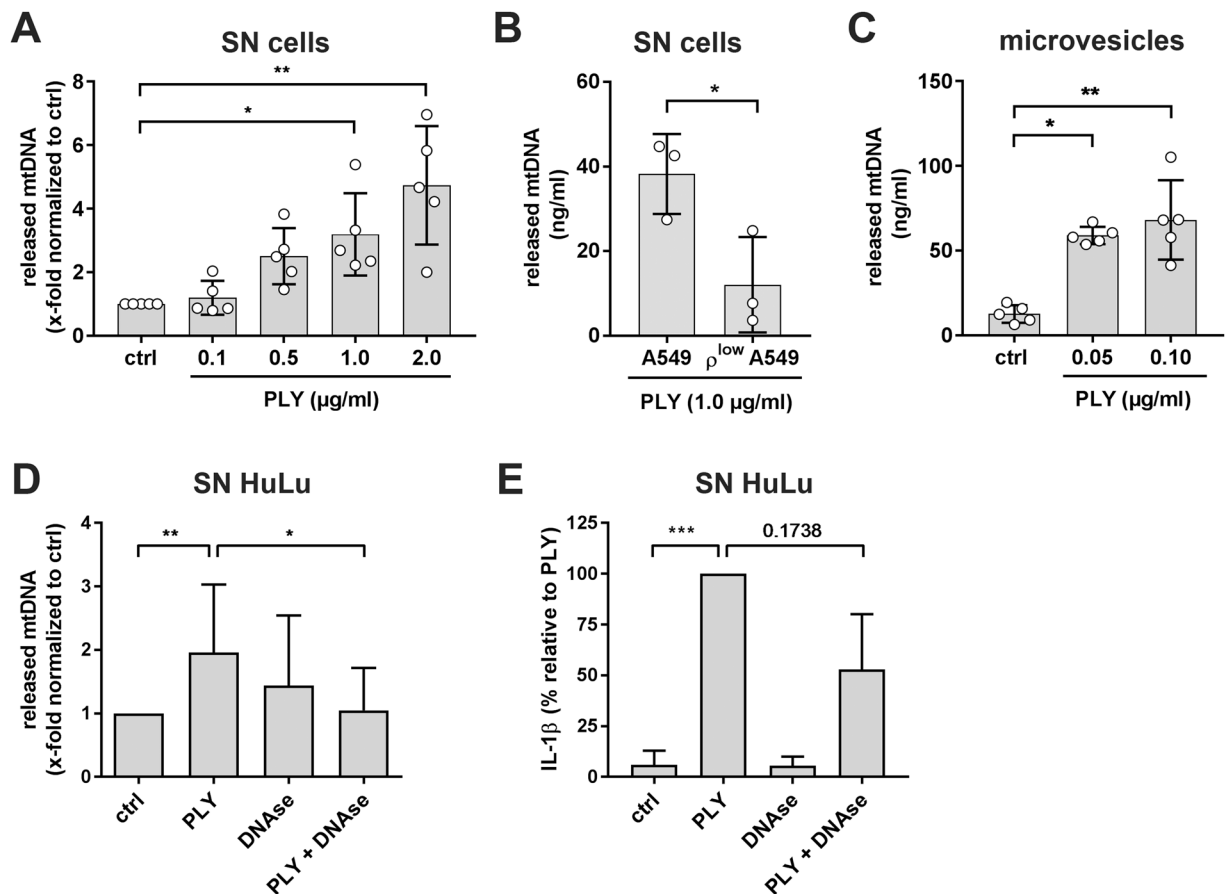 A
SN cells
released mtDNA
(x-fold normalized to ctrl)
8
6
4
2
0
**
*
ctrl
0.1
0.5
1.0
2.0
PLY (µg/ml)
B
SN cells
released mtDNA
(ng/ml)
60
40
20
0
*
A549
ρlow A549
PLY (1.0 µg/ml)
C
microvesicles
released mtDNA
(ng/ml)
150
100
50
0
**
*
ctrl
0.05
0.10
PLY (µg/ml)
D
SN HuLu
released mtDNA
(x-fold normalized to ctrl)
4
3
2
1
0
**
*
ctrl
PLY
DNAse
PLY + DNAse
E
SN HuLu
IL-1β (% relative to PLY)
125
100
75
50
25
0
***
0.1738
ctrl
PLY
DNAse
PLY + DNAse